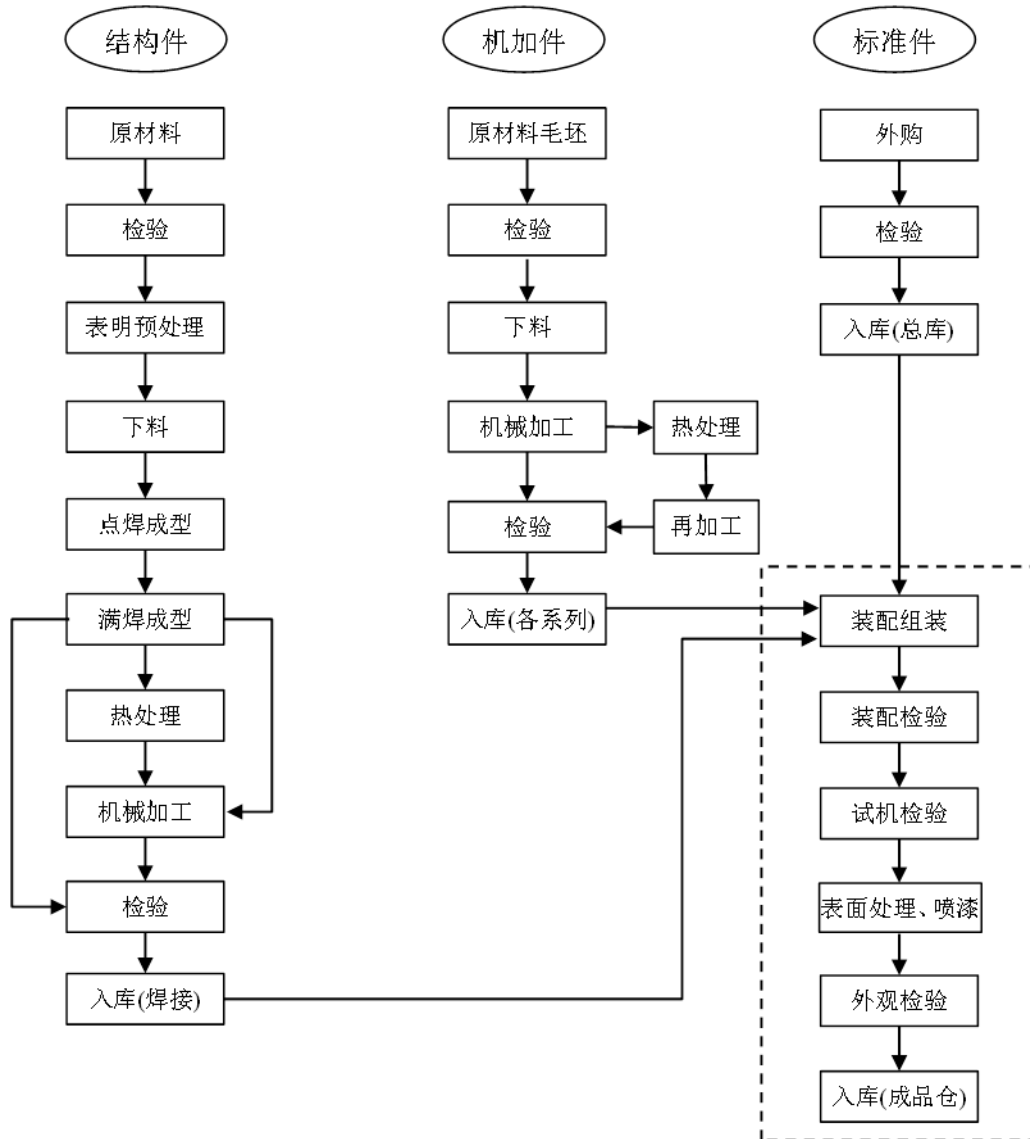 结构件
机加件
标准件
原材料
检验
表明预处理
下料
点焊成型
满焊成型
热处理
机械加工
检验
入库(焊接)
原材料毛坯
检验
下料
机械加工
热处理
再加工
检验
入库(各系列)
外购
检验
入库(总库)
装配组装
装配检验
试机检验
表面处理、喷漆
外观检验
入库(成品仓)